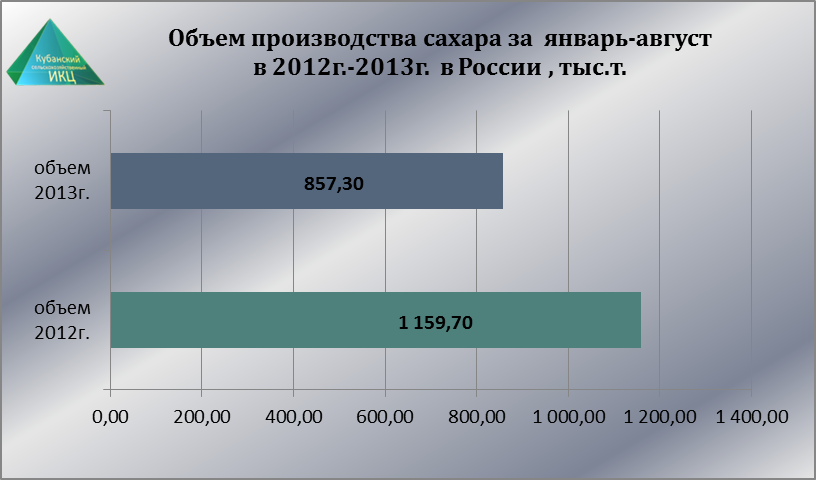 Объем производства сахара за январь-август
в 2012г.-2013г. в России , тыс.т.
Кубанский
сельскохозяйственный
ИКЦ
объем
2013г.
857,30
объем
2012г.
1 159,70
0,00 200,00 400,00 600,00 800,00 1 000,00 1 200,00 1 400,00